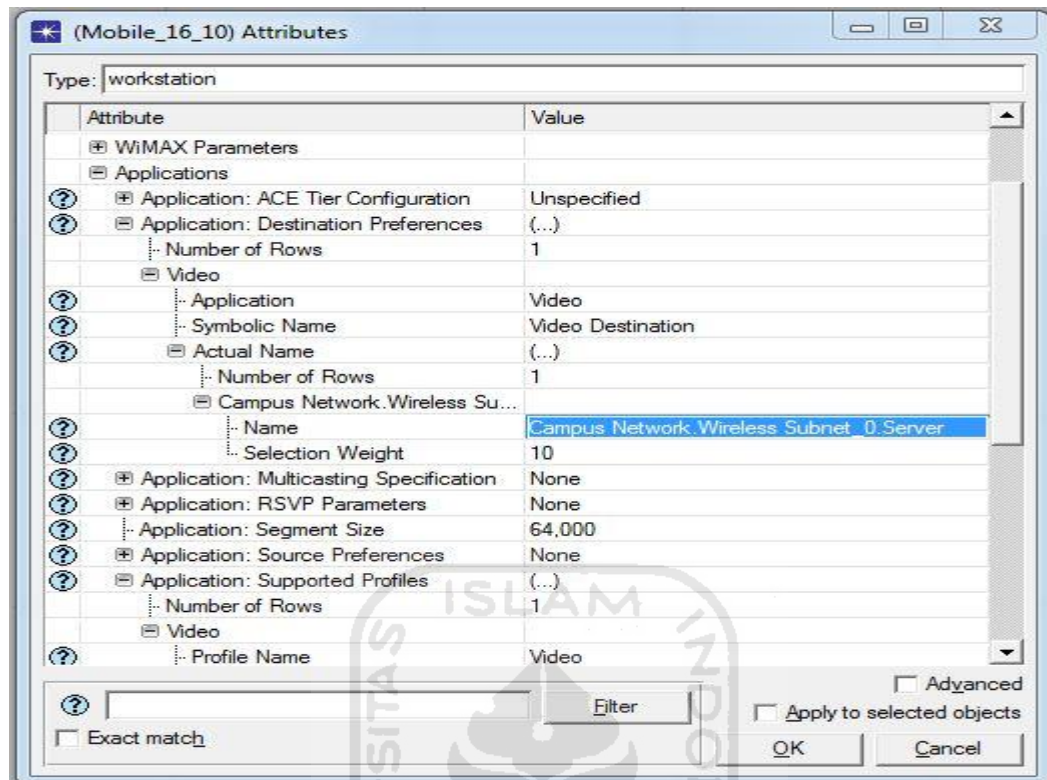 (Mobile_16_10) Attributes
Type: workstation
Attribute Value
WiMAX Parameters
Applications
Application: ACE Tier Configuration Unspecified
Application: Destination Preferences (...)
Number of Rows 1
Video
Application Video
Symbolic Name Video Destination
Actual Name (...)
Number of Rows 1
Campus Network.Wireless Su...
Name Campus Network.Wireless Subnet_0.Server
Selection Weight 10
Application: Multicasting Specification None
Application: RSVP Parameters None
Application: Segment Size 64,000
Application: Source Preferences None
Application: Supported Profiles (...)
Number of Rows 1
Video
Profile Name Video
Advanced
Filter
Apply to selected objects
Exact match
OK Cancel
ISLAM
SITAS
INDO